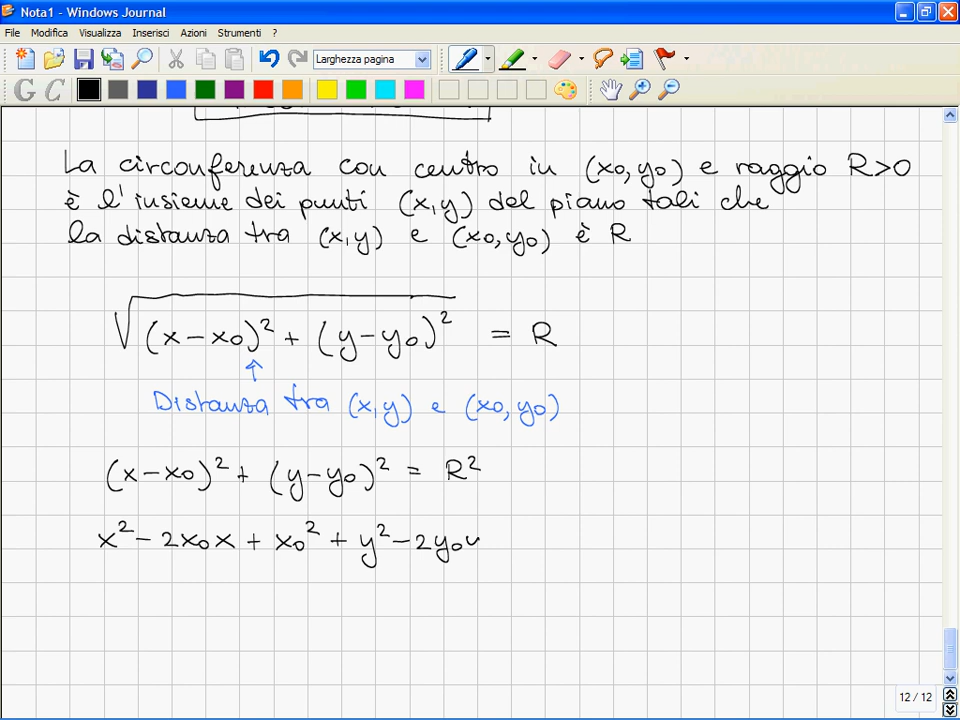 Nota1 - Windows Journal
File Modifica Visualizza Inserisci Azioni Strumenti ?
Larghezza pagina
G C
La circonferenza con centro in (x0,y0) e raggio R>0
è l'insieme dei punti (x,y) del piano tali che
la distanza tra (x,y) e (x0,y0) è R
√((x-x0)² + (y-y0)²) = R
↑
Distanza tra (x,y) e (x0,y0)
(x-x0)² + (y-y0)² = R²
x² - 2x0x + x0² + y² - 2y0
12 / 12